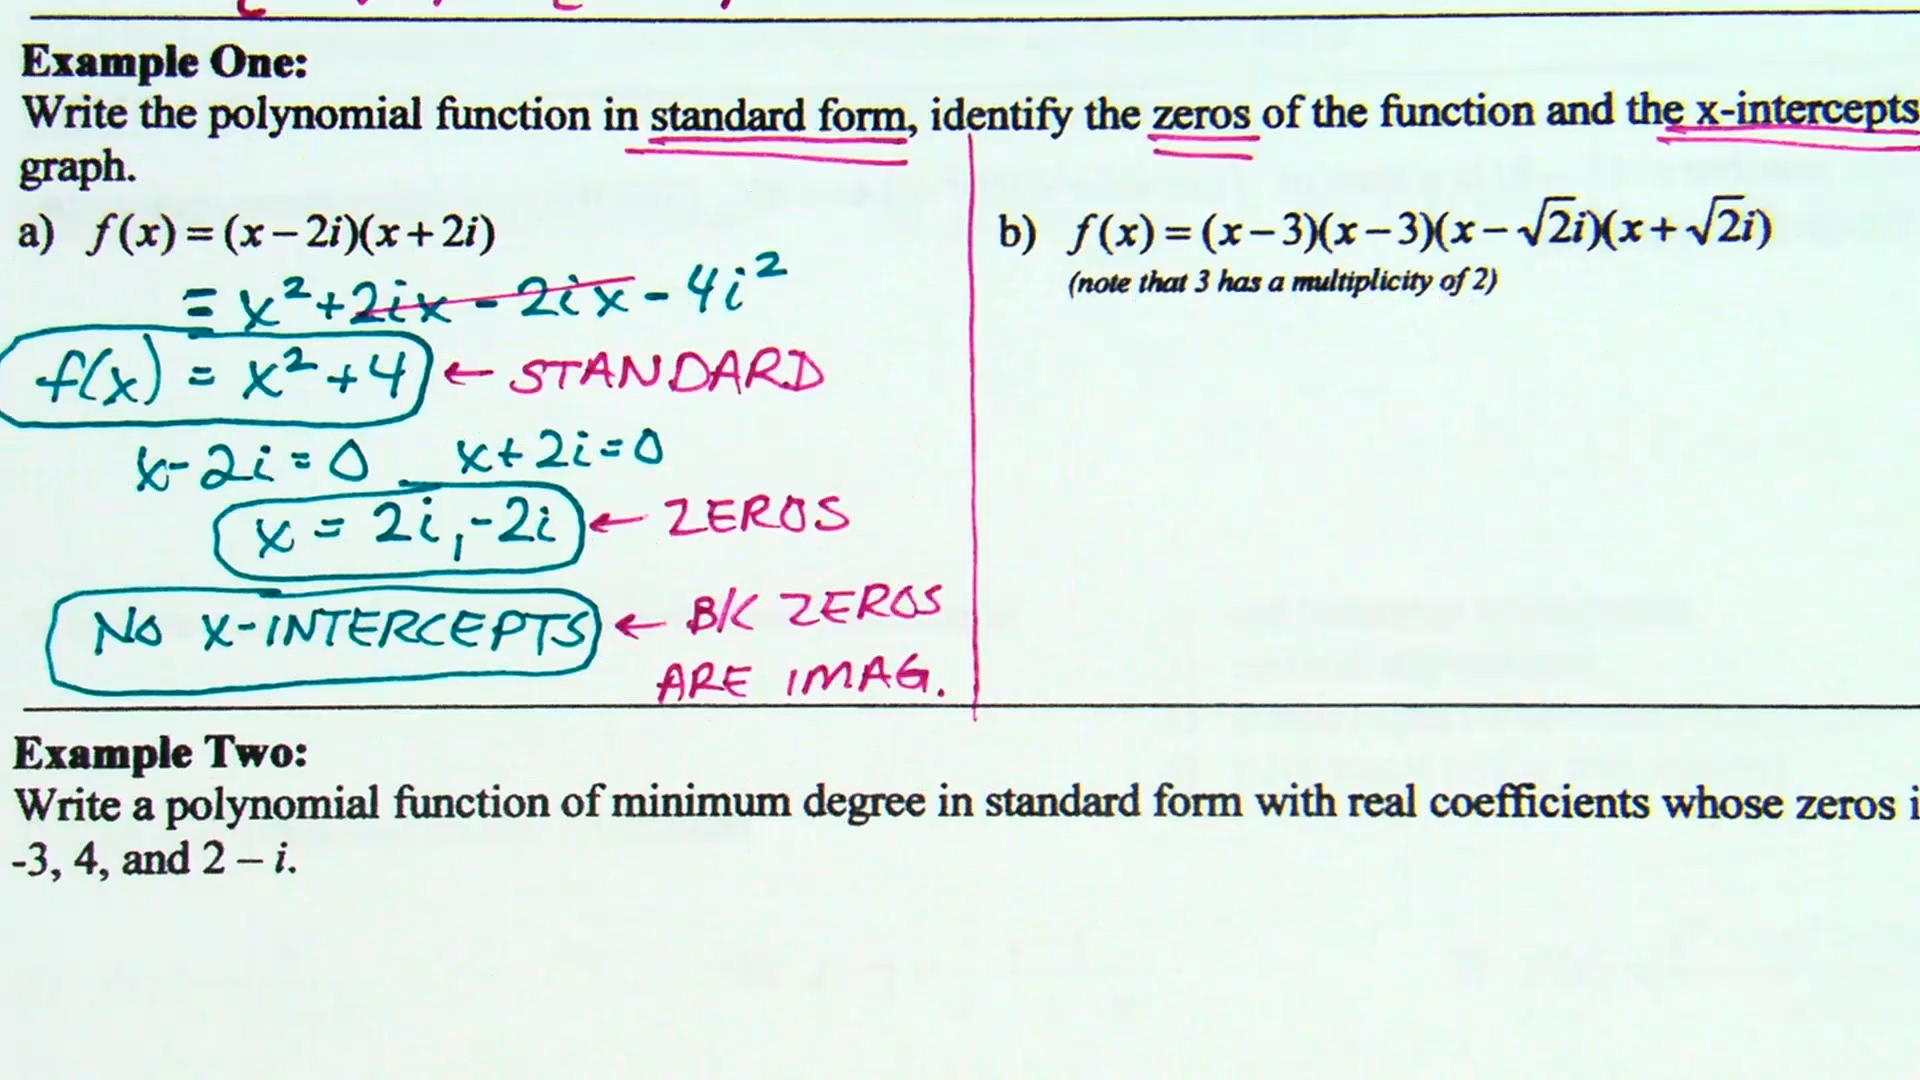 Example One:
Write the polynomial function in standard form, identify the zeros of the function and the x-intercepts
graph.
a) f(x) = (x − 2i)(x + 2i)
= x² + 2ix - 2ix - 4i²
f(x) = x² + 4 ← STANDARD
x - 2i = 0 x + 2i = 0
x = 2i, -2i ← ZEROS
NO X-INTERCEPTS ← B/C ZEROS
ARE IMAG.
b) f(x) = (x − 3)(x − 3)(x − √2i)(x + √2i)
(note that 3 has a multiplicity of 2)
Example Two:
Write a polynomial function of minimum degree in standard form with real coefficients whose zeros i
-3, 4, and 2 – i.